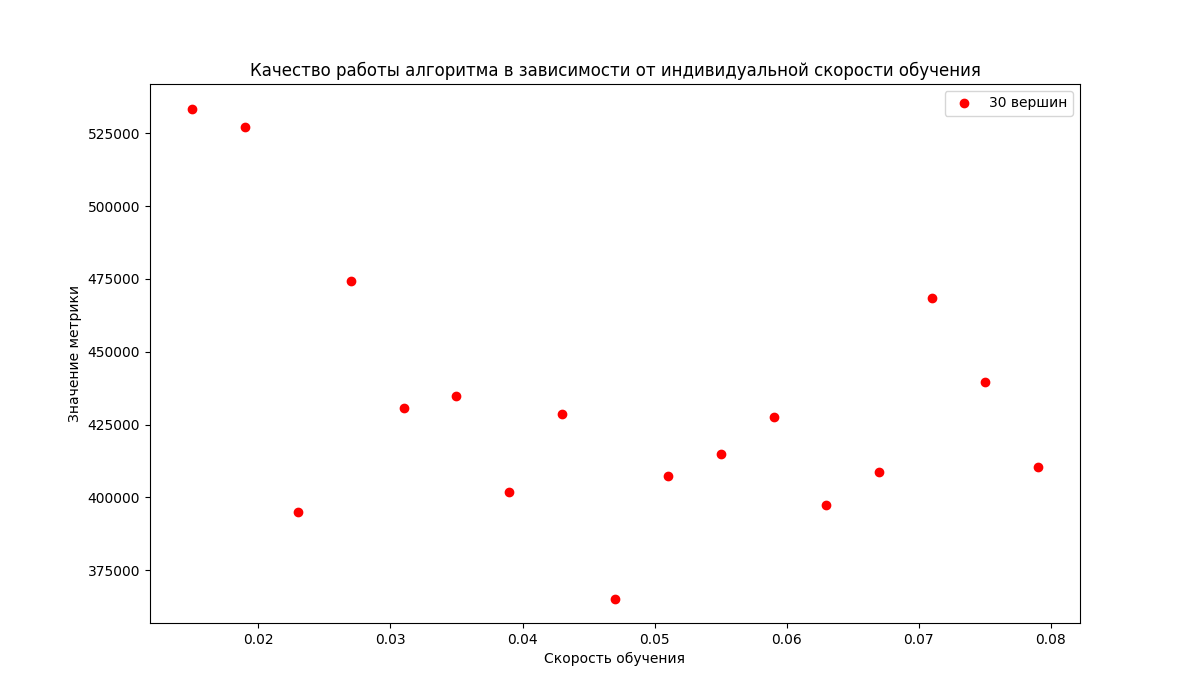 Качество работы алгоритма в зависимости от индивидуальной скорости обучения
30 вершин
Значение метрики
525000
500000
475000
450000
425000
400000
375000
0.02 0.03 0.04 0.05 0.06 0.07 0.08
Скорость обучения